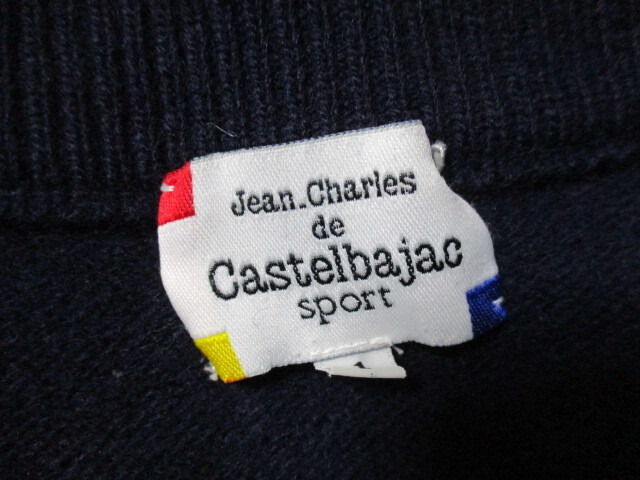 Jean.Charles
de
Castelbajac
sport